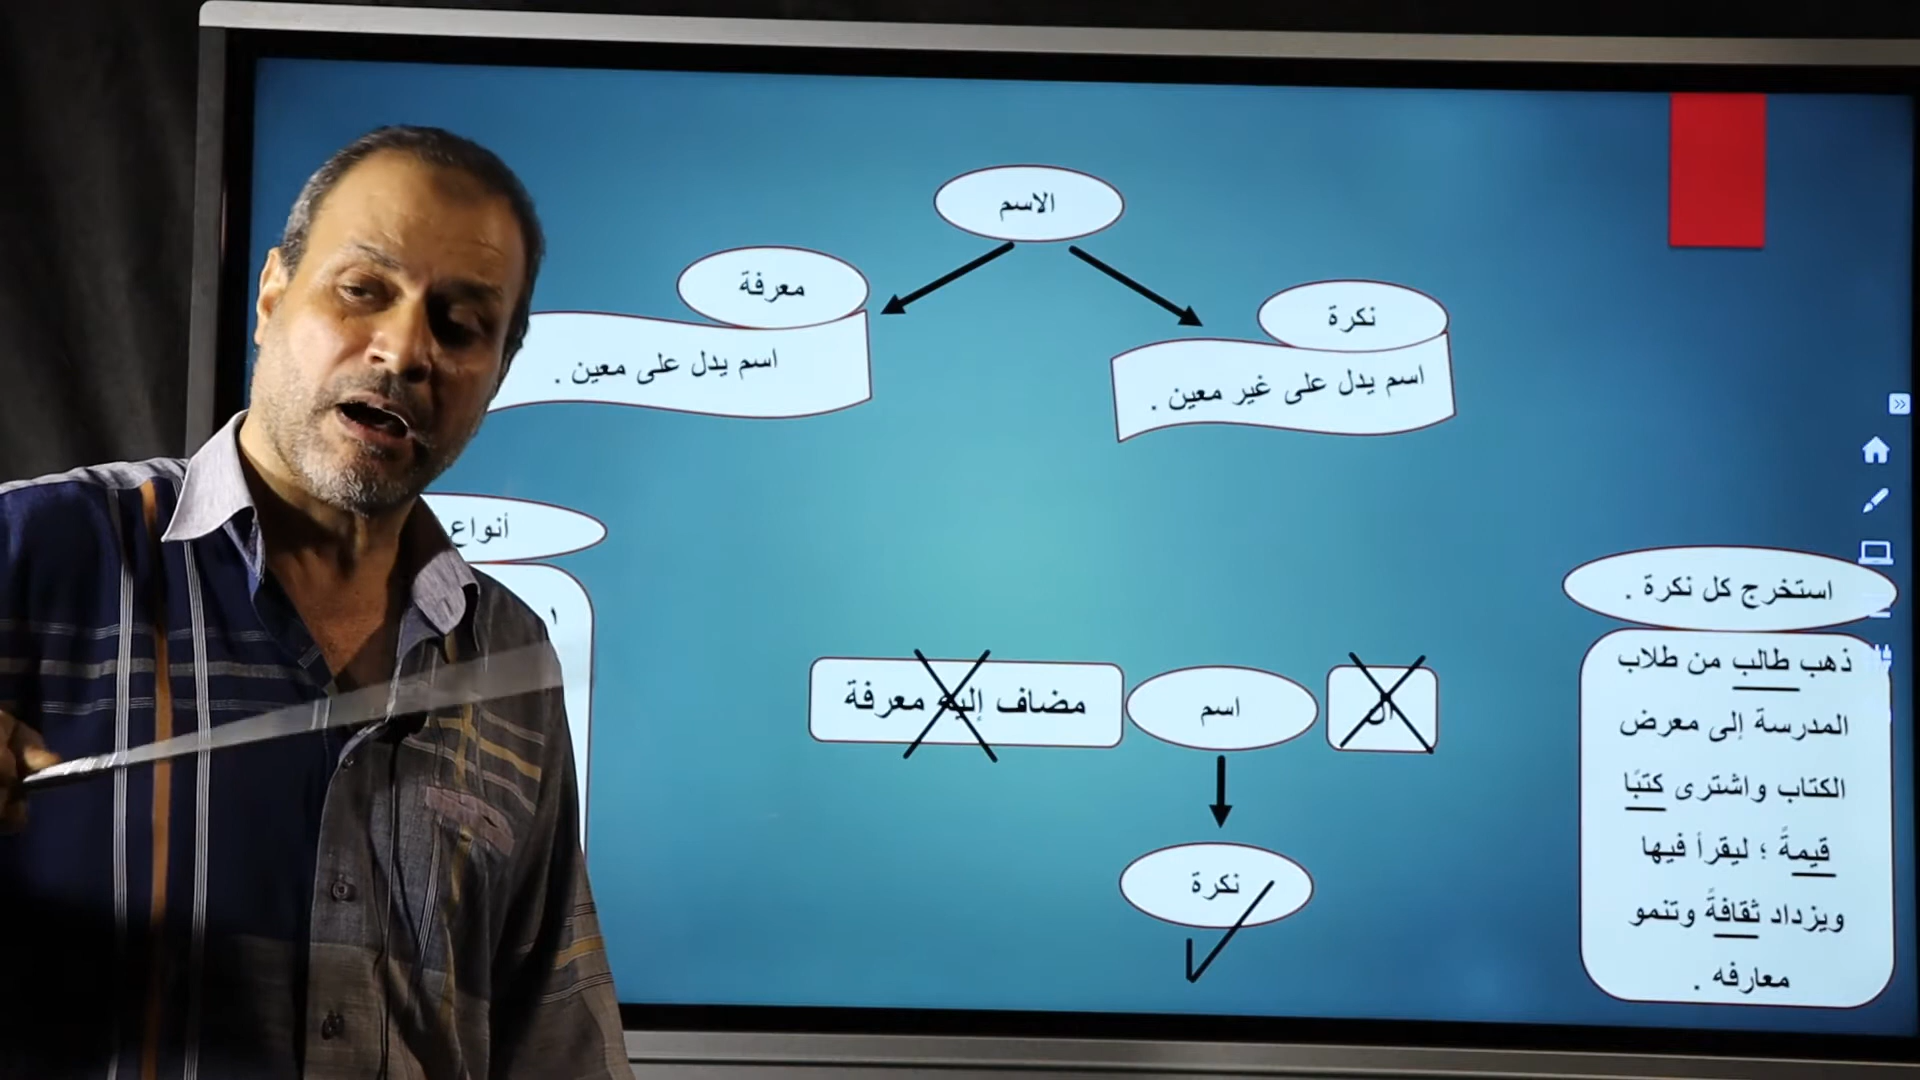 الاسم
نكرة
معرفة
اسم يدل على غير معين .
اسم يدل على معين .
أنواع
١
استخرج كل نكرة .
ذهب طالب من طلاب
المدرسة إلى معرض
الكتاب واشترى كتبًا
قيمةً ؛ ليقرأ فيها
ويزداد ثقافةً وتنمو
معارفه .
ال
اسم
مضاف إليه معرفة
نكرة